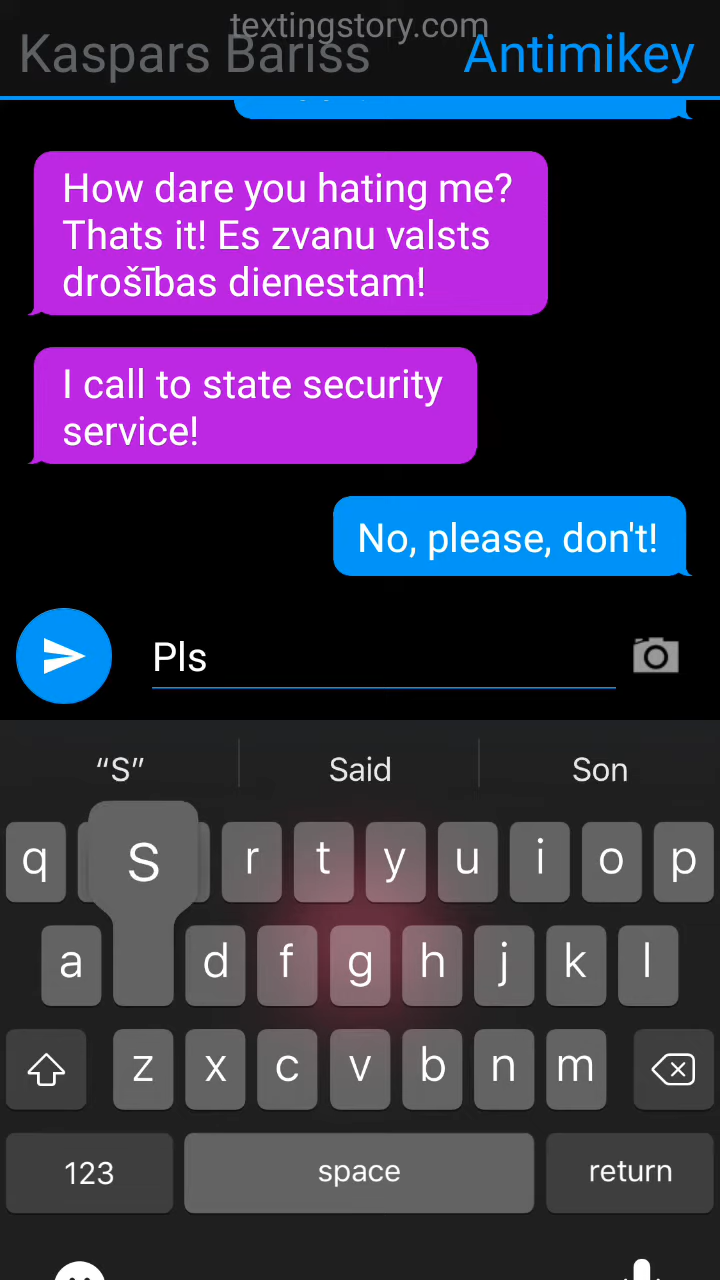 textingstory.com
Kaspars Bariss Antimikey
How dare you hating me?
Thats it! Es zvanu valsts
drošības dienestam!
I call to state security
service!
No, please, don't!
Pls
“S” Said Son
q r t y u i o p
S
a d f g h j k l
z x c v b n m
123 space return